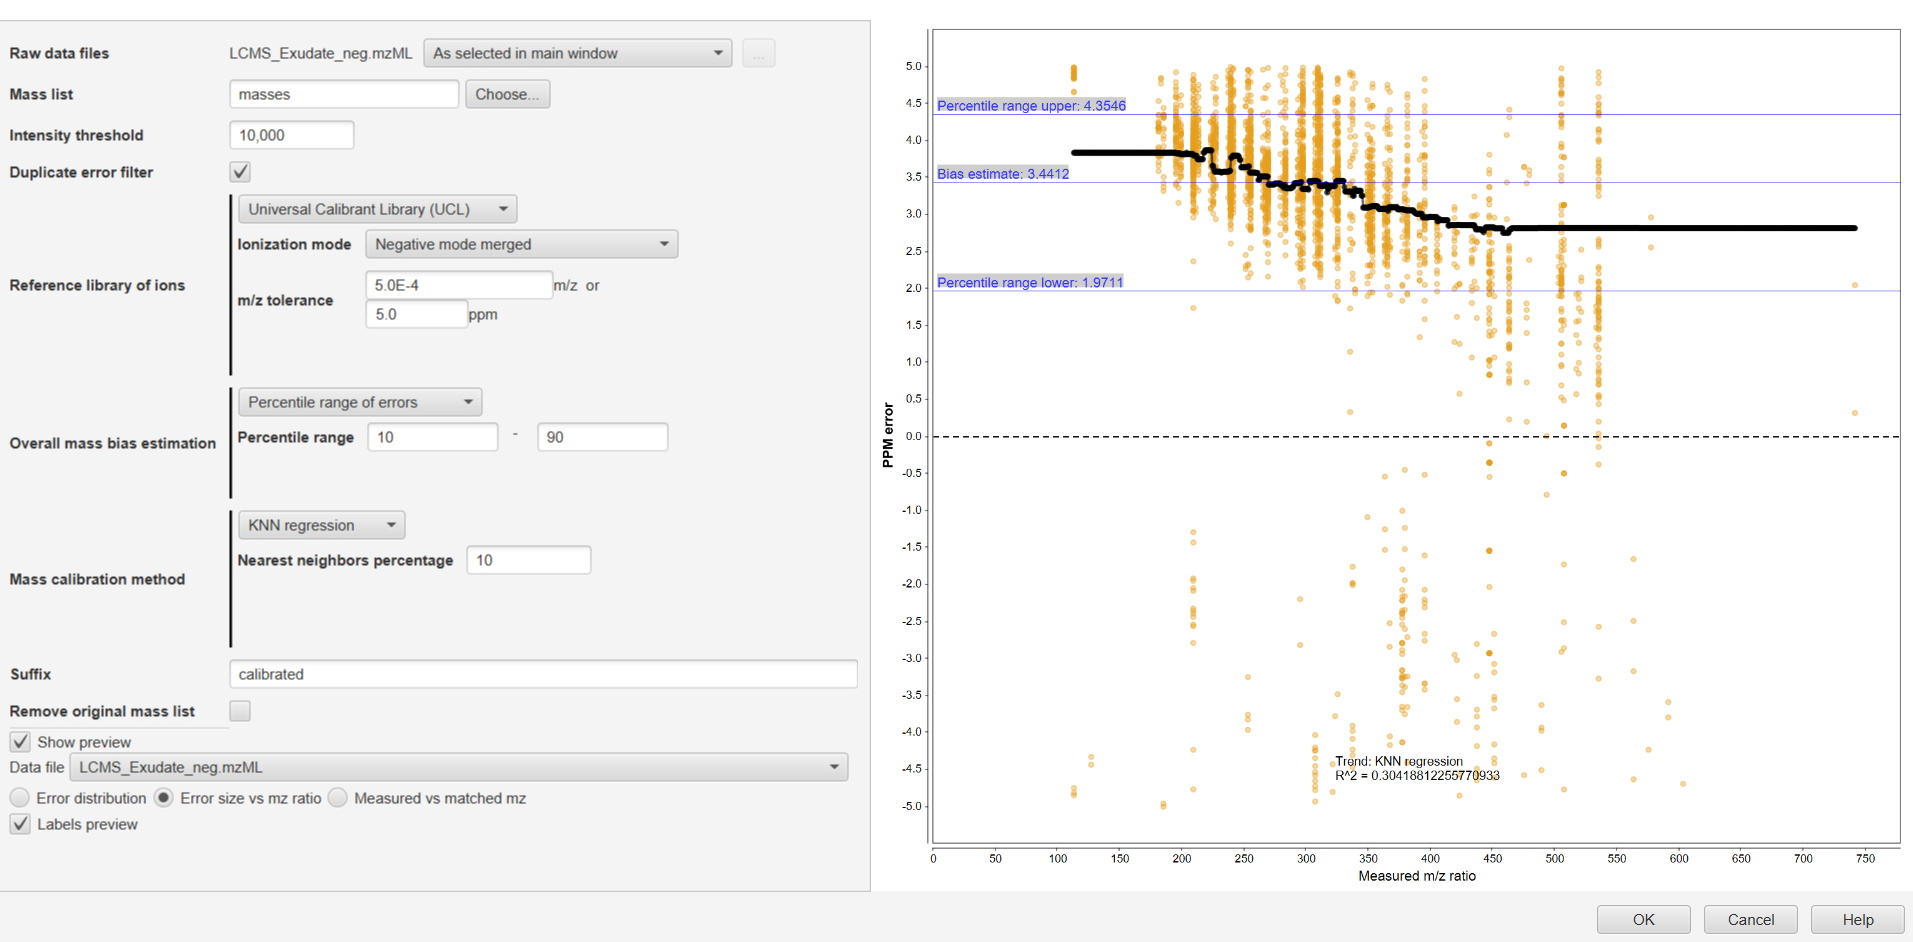 Raw data files LCMS_Exudate_neg.mzML As selected in main window ...
Mass list masses Choose...
Intensity threshold 10,000
Duplicate error filter
Universal Calibrant Library (UCL)
Ionization mode Negative mode merged
Reference library of ions
5.0E-4 m/z or
m/z tolerance
5.0 ppm
Percentile range of errors
Overall mass bias estimation
Percentile range 10 - 90
KNN regression
Nearest neighbors percentage 10
Mass calibration method
Suffix calibrated
Remove original mass list
Show preview
Data file LCMS_Exudate_neg.mzML
Error distribution Error size vs mz ratio Measured vs matched mz
Labels preview
PPM error
5.0
4.5
4.0
3.5
3.0
2.5
2.0
1.5
1.0
0.5
0.0
-0.5
-1.0
-1.5
-2.0
-2.5
-3.0
-3.5
-4.0
-4.5
-5.0
Percentile range upper: 4.3546
Bias estimate: 3.4412
Percentile range lower: 1.9711
Trend: KNN regression
R^2 = 0.30418812255770933
0 50 100 150 200 250 300 350 400 450 500 550 600 650 700 750
Measured m/z ratio
OK Cancel Help